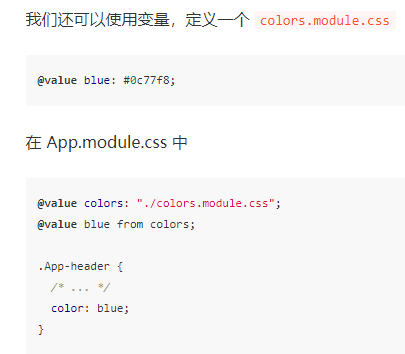 我们还可以使用变量，定义一个 colors.module.css
@value blue: #0c77f8;
在 App.module.css 中
@value colors: "./colors.module.css";
@value blue from colors;
.App-header {
  /* ... */
  color: blue;
}